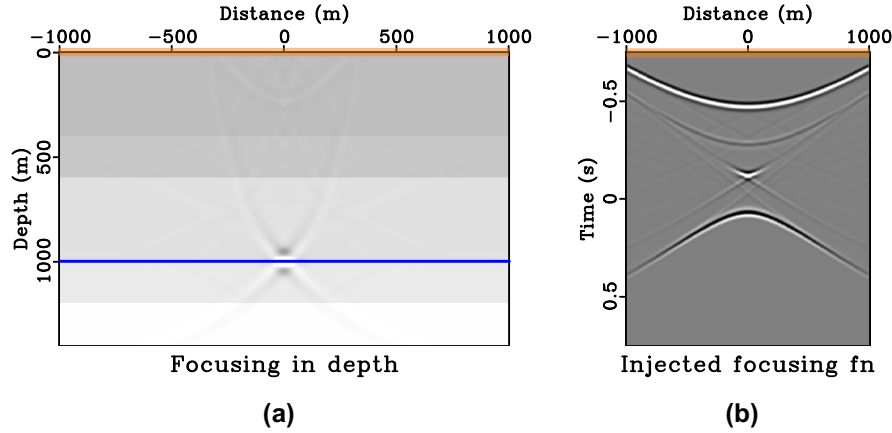 Distance (m)
−1000 −500 0 500 1000
0
500
1000
Depth (m)
Focusing in depth
(a)
Distance (m)
−1000 0 1000
−0.5
0
0.5
Time (s)
Injected focusing fn
(b)